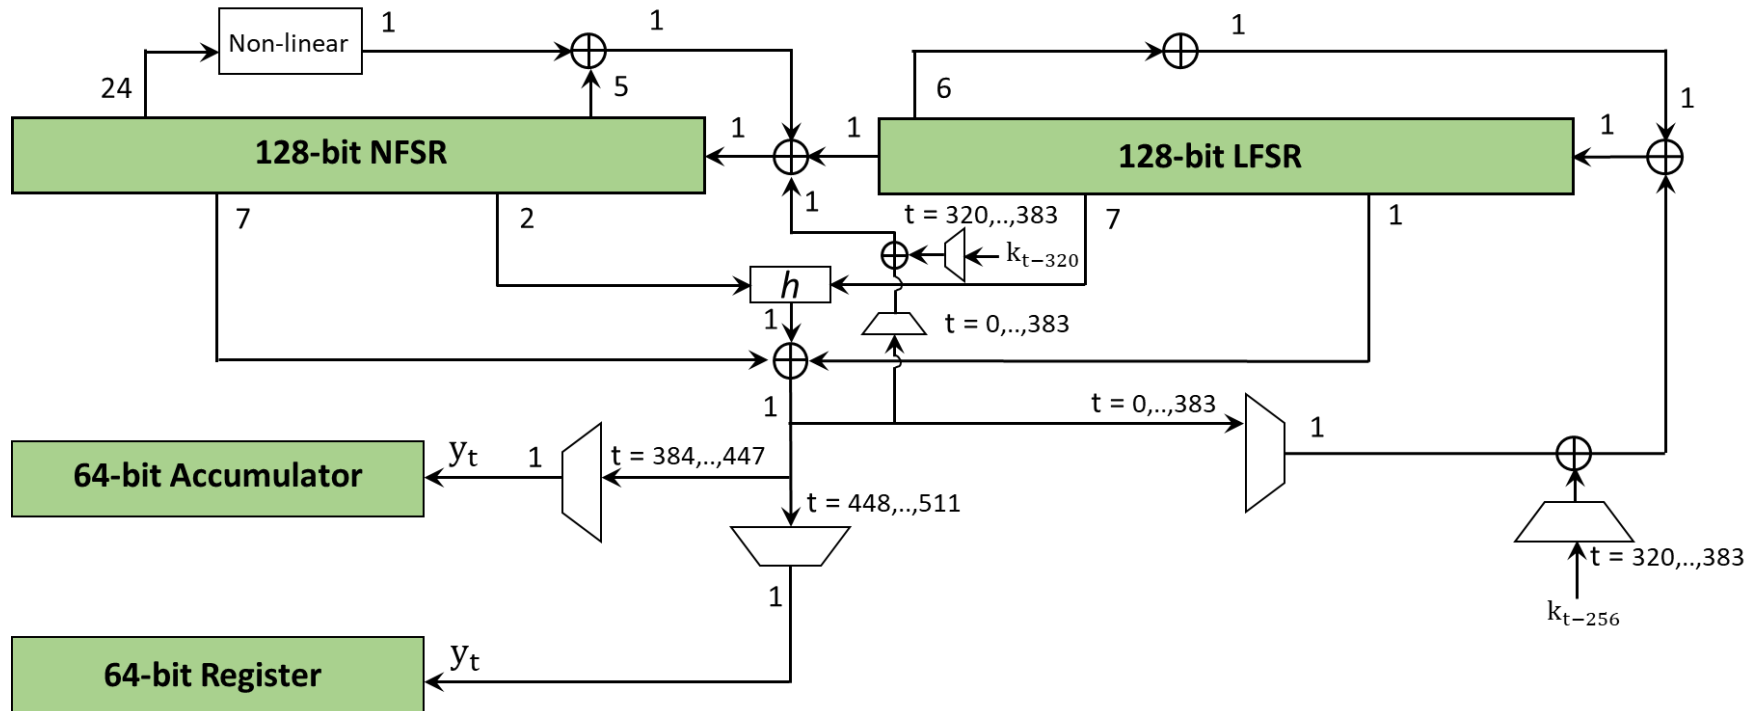 Non-linear
1
1
1
24
5
6
1
128-bit NFSR
1
1
128-bit LFSR
1
7
2
1
t = 320,..,383
7
1
k_{t−320}
h
1
t = 0,..,383
1
t = 0,..,383
1
64-bit Accumulator
y_t
1
t = 384,..,447
t = 448,..,511
t = 320,..,383
1
k_{t−256}
64-bit Register
y_t